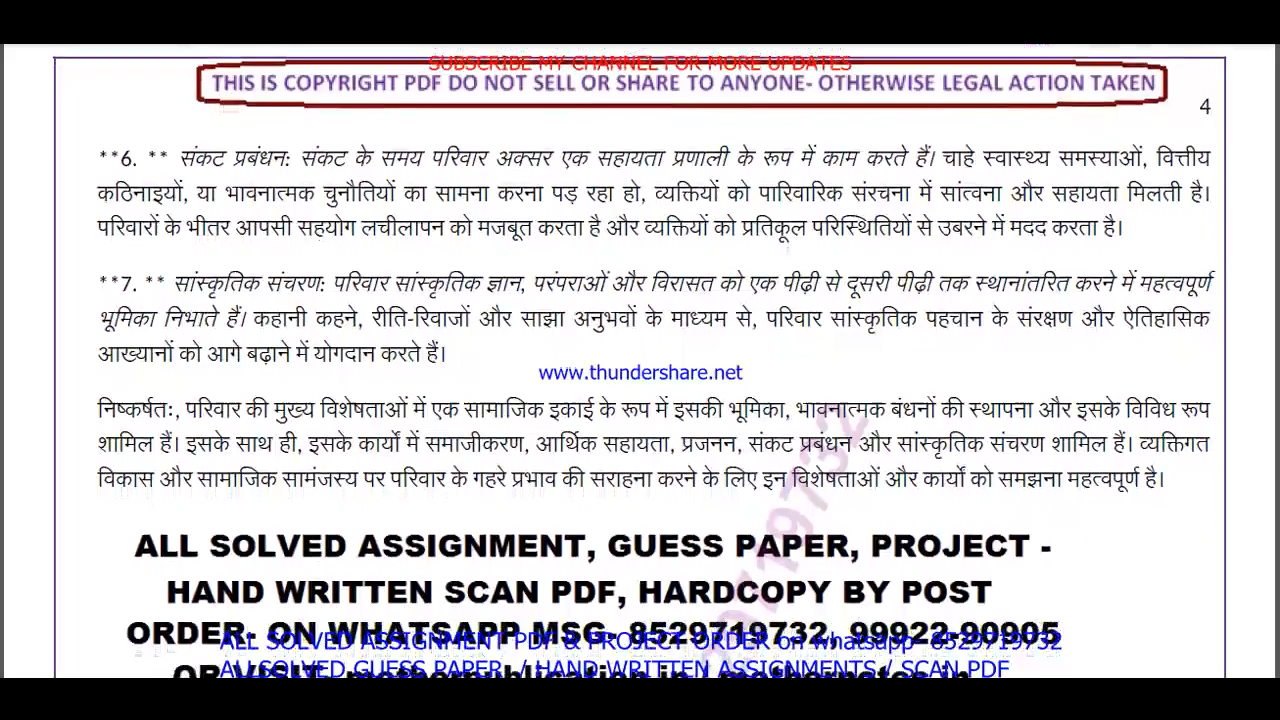 SUBSCRIBE MY CHANNEL FOR MORE UPDATES
THIS IS COPYRIGHT PDF DO NOT SELL OR SHARE TO ANYONE- OTHERWISE LEGAL ACTION TAKEN
4
**6. ** संकट प्रबंधन: संकट के समय परिवार अक्सर एक सहायता प्रणाली के रूप में काम करते हैं। चाहे स्वास्थ्य समस्याओं, वित्तीय
कठिनाइयों, या भावनात्मक चुनौतियों का सामना करना पड़ रहा हो, व्यक्तियों को पारिवारिक संरचना में सांत्वना और सहायता मिलती है।
परिवारों के भीतर आपसी सहयोग लचीलापन को मजबूत करता है और व्यक्तियों को प्रतिकूल परिस्थितियों से उबरने में मदद करता है।
**7. ** सांस्कृतिक संचरण: परिवार सांस्कृतिक ज्ञान, परंपराओं और विरासत को एक पीढ़ी से दूसरी पीढ़ी तक स्थानांतरित करने में महत्वपूर्ण
भूमिका निभाते हैं। कहानी कहने, रीति-रिवाजों और साझा अनुभवों के माध्यम से, परिवार सांस्कृतिक पहचान के संरक्षण और ऐतिहासिक
आख्यानों को आगे बढ़ाने में योगदान करते हैं।
www.thundershare.net
निष्कर्षतः, परिवार की मुख्य विशेषताओं में एक सामाजिक इकाई के रूप में इसकी भूमिका, भावनात्मक बंधनों की स्थापना और इसके विविध रूप
शामिल हैं। इसके साथ ही, इसके कार्यों में समाजीकरण, आर्थिक सहायता, प्रजनन, संकट प्रबंधन और सांस्कृतिक संचरण शामिल हैं। व्यक्तिगत
विकास और सामाजिक सामंजस्य पर परिवार के गहरे प्रभाव की सराहना करने के लिए इन विशेषताओं और कार्यों को समझना महत्वपूर्ण है।
ALL SOLVED ASSIGNMENT, GUESS PAPER, PROJECT -
HAND WRITTEN SCAN PDF, HARDCOPY BY POST
ORDER- ON WHATSAPP MSG- 8529719732, 99922-90905
ALL SOLVED ASSIGNMENT PDF & PROJECT ORDER on whatsapp- 8529719732
ALLSOLVED GUESS PAPER / HAND WRITTEN ASSIGNMENTS / SCAN PDF